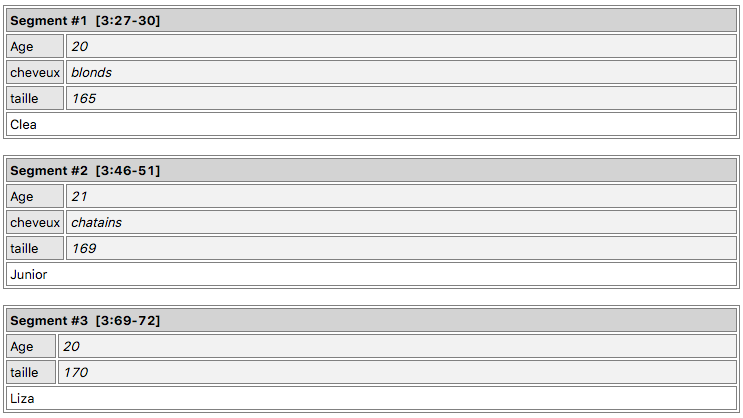 Segment #1 [3:27-30]
Age 20
cheveux blonds
taille 165
Clea
Segment #2 [3:46-51]
Age 21
cheveux chatains
taille 169
Junior
Segment #3 [3:69-72]
Age 20
taille 170
Liza